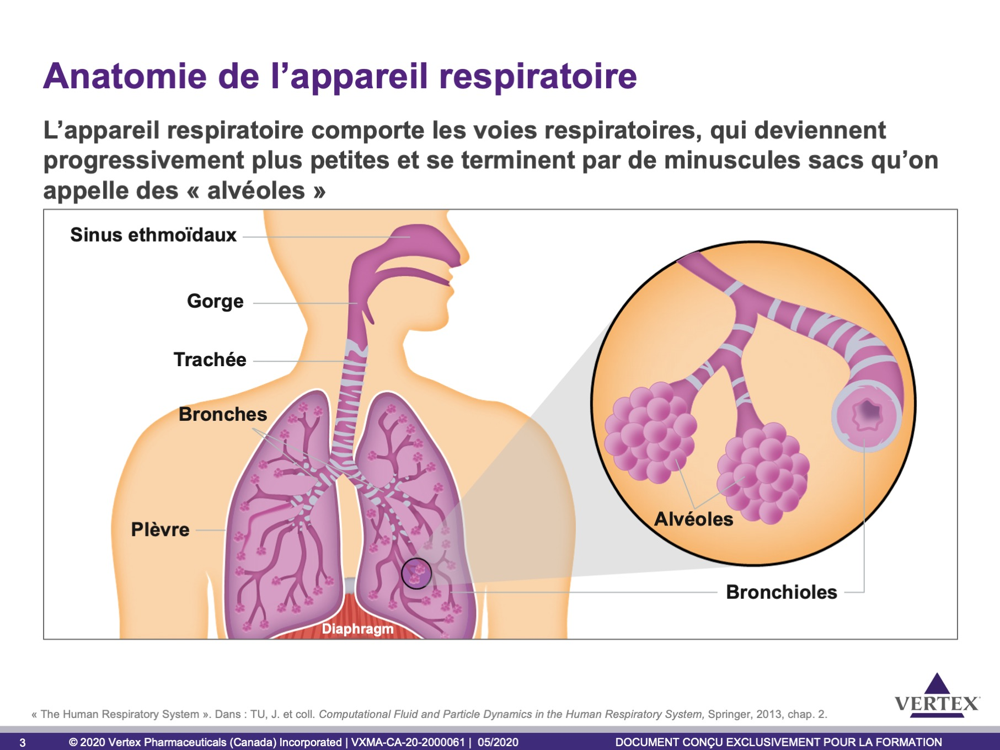 Anatomie de l’appareil respiratoire
L’appareil respiratoire comporte les voies respiratoires, qui deviennent
progressivement plus petites et se terminent par de minuscules sacs qu’on
appelle des « alvéoles »
Sinus ethmoïdaux
Gorge
Trachée
Bronches
Plèvre
Alvéoles
Bronchioles
Diaphragm
VERTEX
« The Human Respiratory System ». Dans : TU, J. et coll. Computational Fluid and Particle Dynamics in the Human Respiratory System, Springer, 2013, chap. 2.
3 © 2020 Vertex Pharmaceuticals (Canada) Incorporated | VXMA-CA-20-2000061 | 05/2020 DOCUMENT CONÇU EXCLUSIVEMENT POUR LA FORMATION